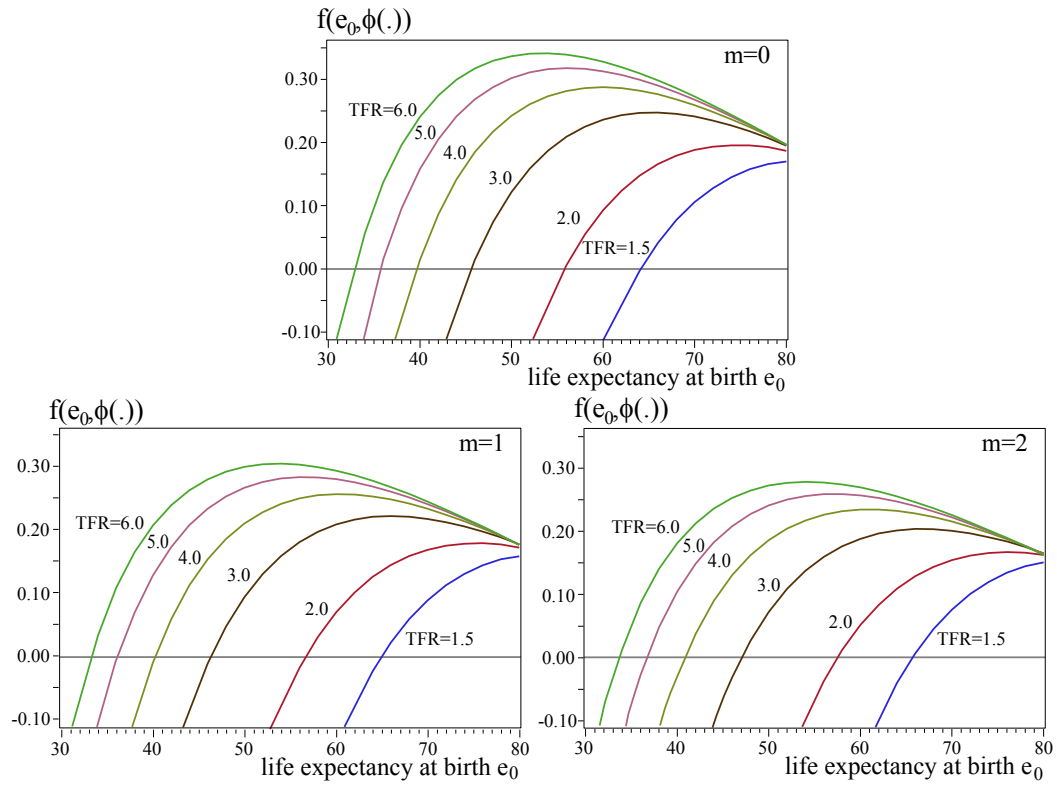 f(e₀,ϕ(.))
m=0
0.30
TFR=6.0
5.0
0.20
4.0
3.0
0.10
2.0
TFR=1.5
0.00
-0.10
30 40 50 60 70 80
life expectancy at birth e₀
f(e₀,ϕ(.))
m=1
0.30
TFR=6.0
5.0
0.20
4.0
3.0
0.10
2.0
TFR=1.5
0.00
-0.10
30 40 50 60 70 80
life expectancy at birth e₀
f(e₀,ϕ(.))
m=2
0.30
TFR=6.0
5.0
0.20
4.0
3.0
0.10
2.0
TFR=1.5
0.00
-0.10
30 40 50 60 70 80
life expectancy at birth e₀